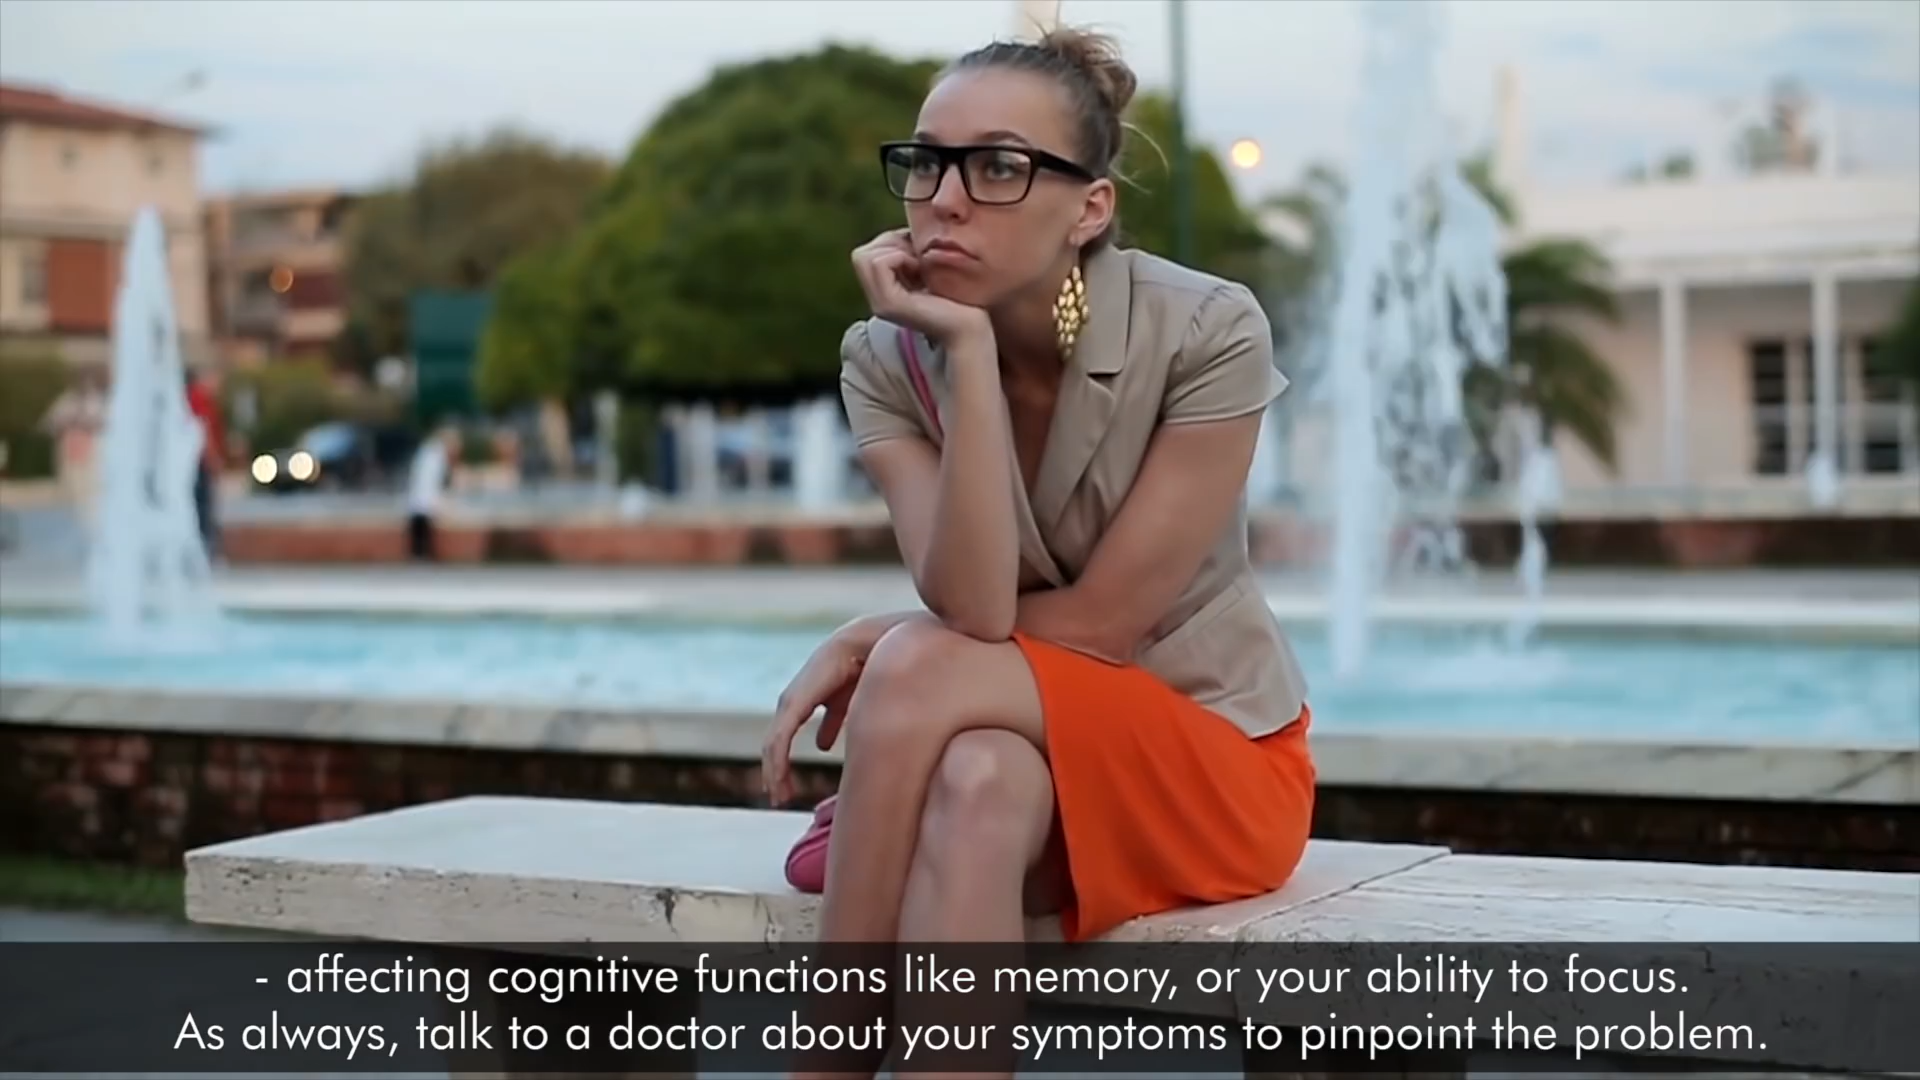 - affecting cognitive functions like memory, or your ability to focus.
As always, talk to a doctor about your symptoms to pinpoint the problem.